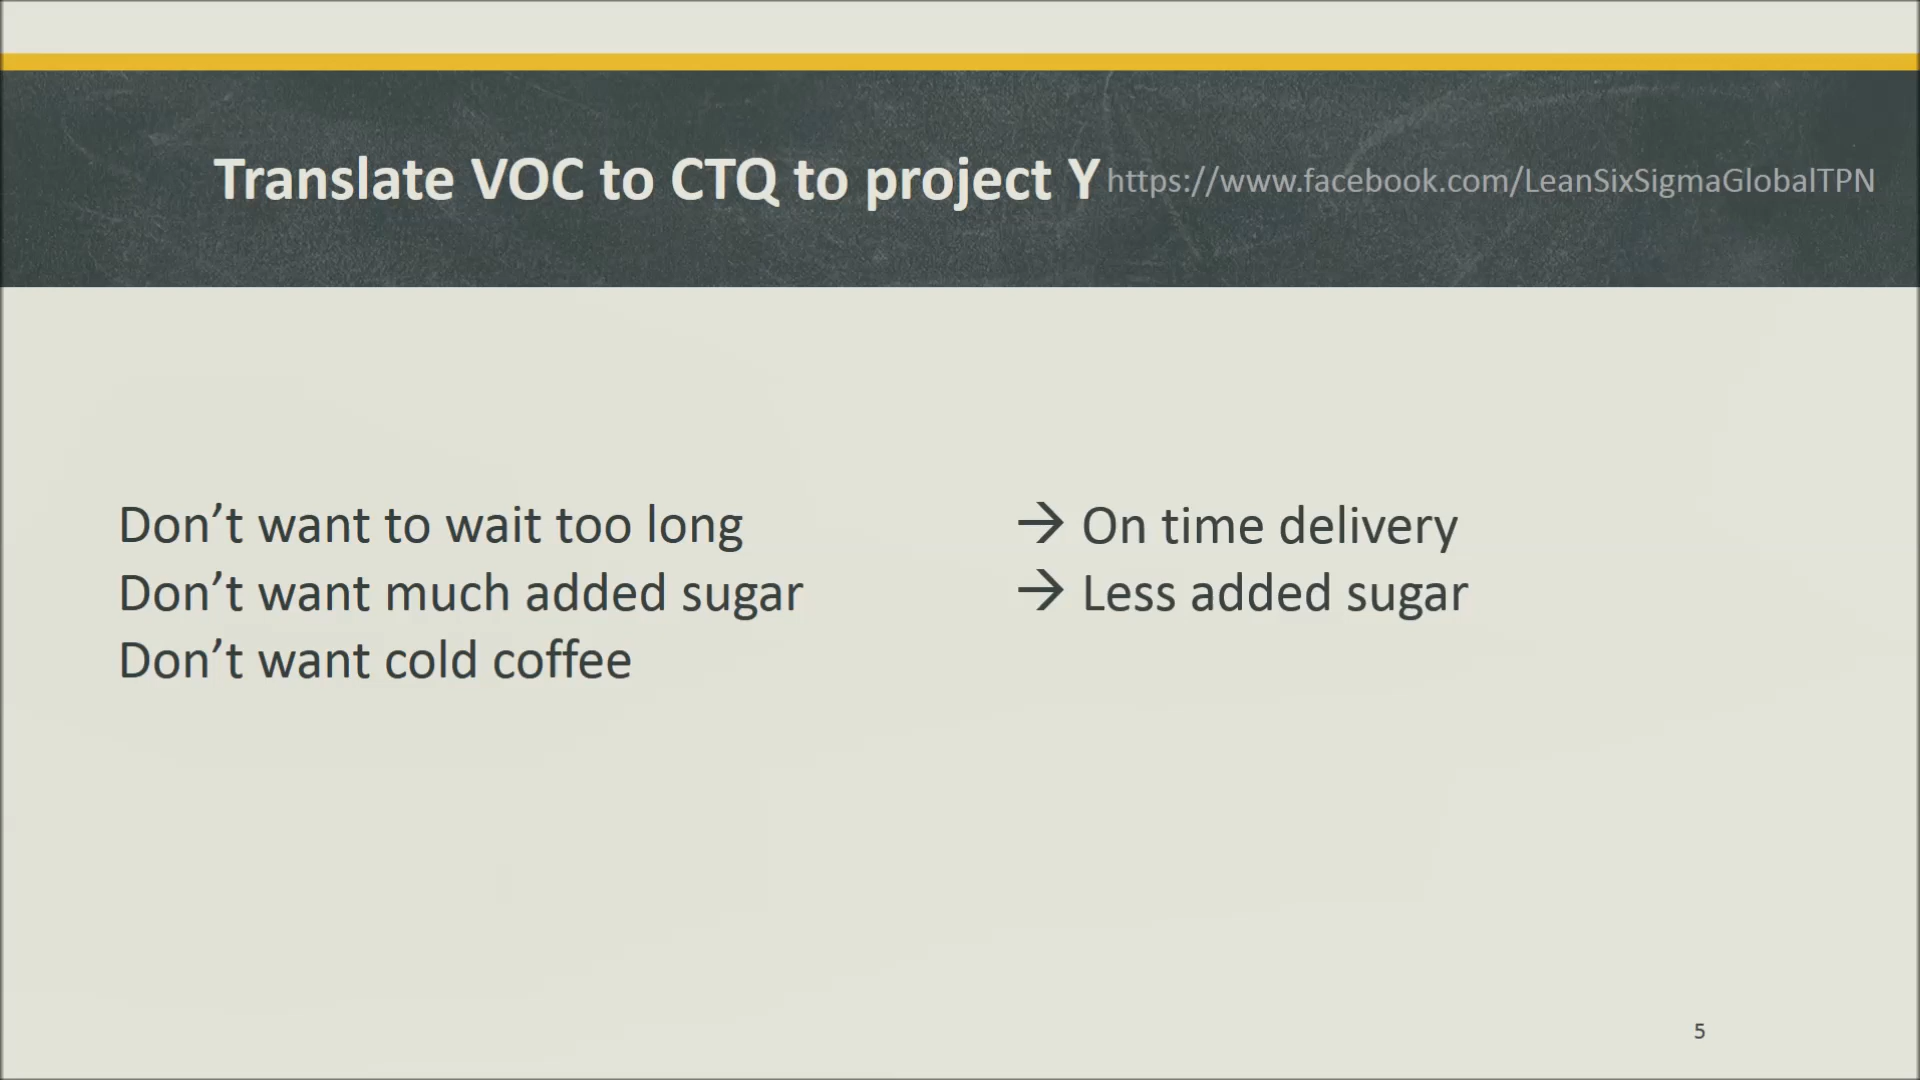 Translate VOC to CTQ to project Y https://www.facebook.com/LeanSixSigmaGlobalTPN
Don’t want to wait too long → On time delivery
Don’t want much added sugar → Less added sugar
Don’t want cold coffee
5